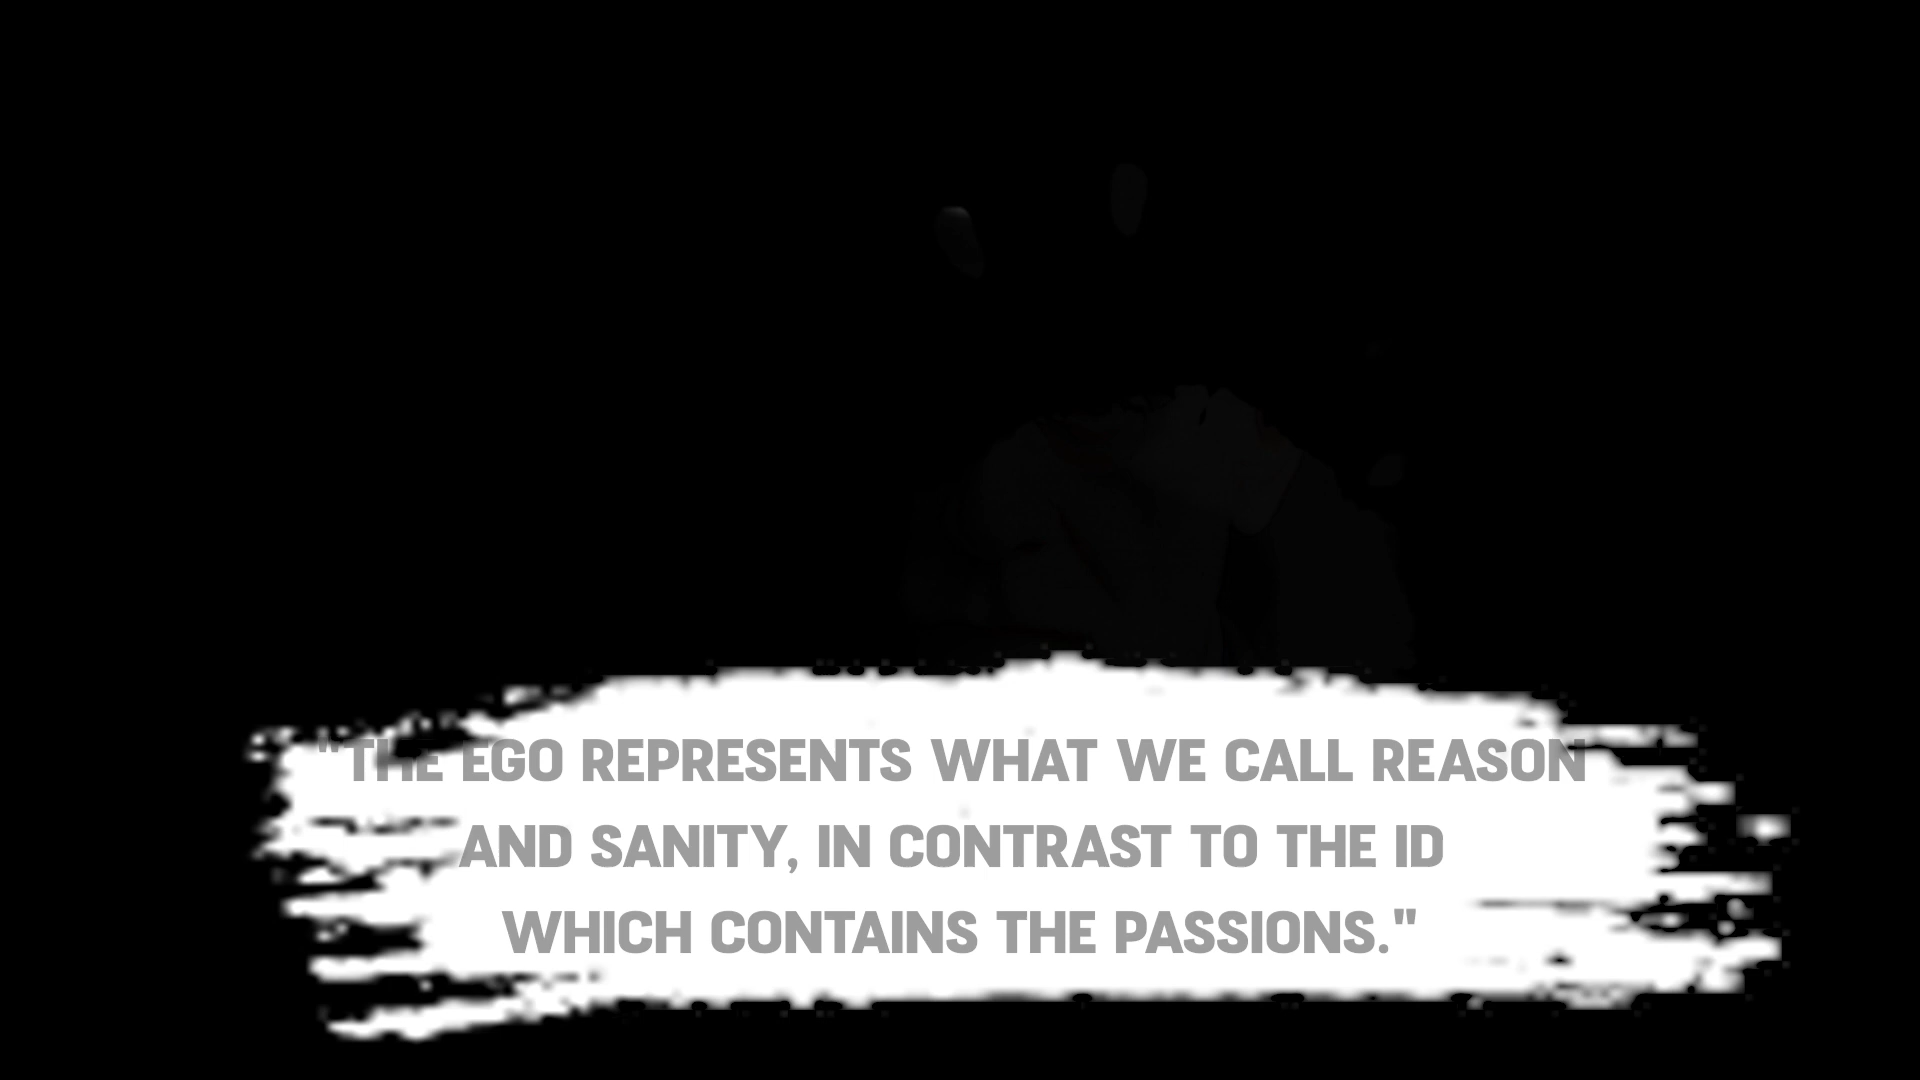 "THE EGO REPRESENTS WHAT WE CALL REASON
AND SANITY, IN CONTRAST TO THE ID
WHICH CONTAINS THE PASSIONS."